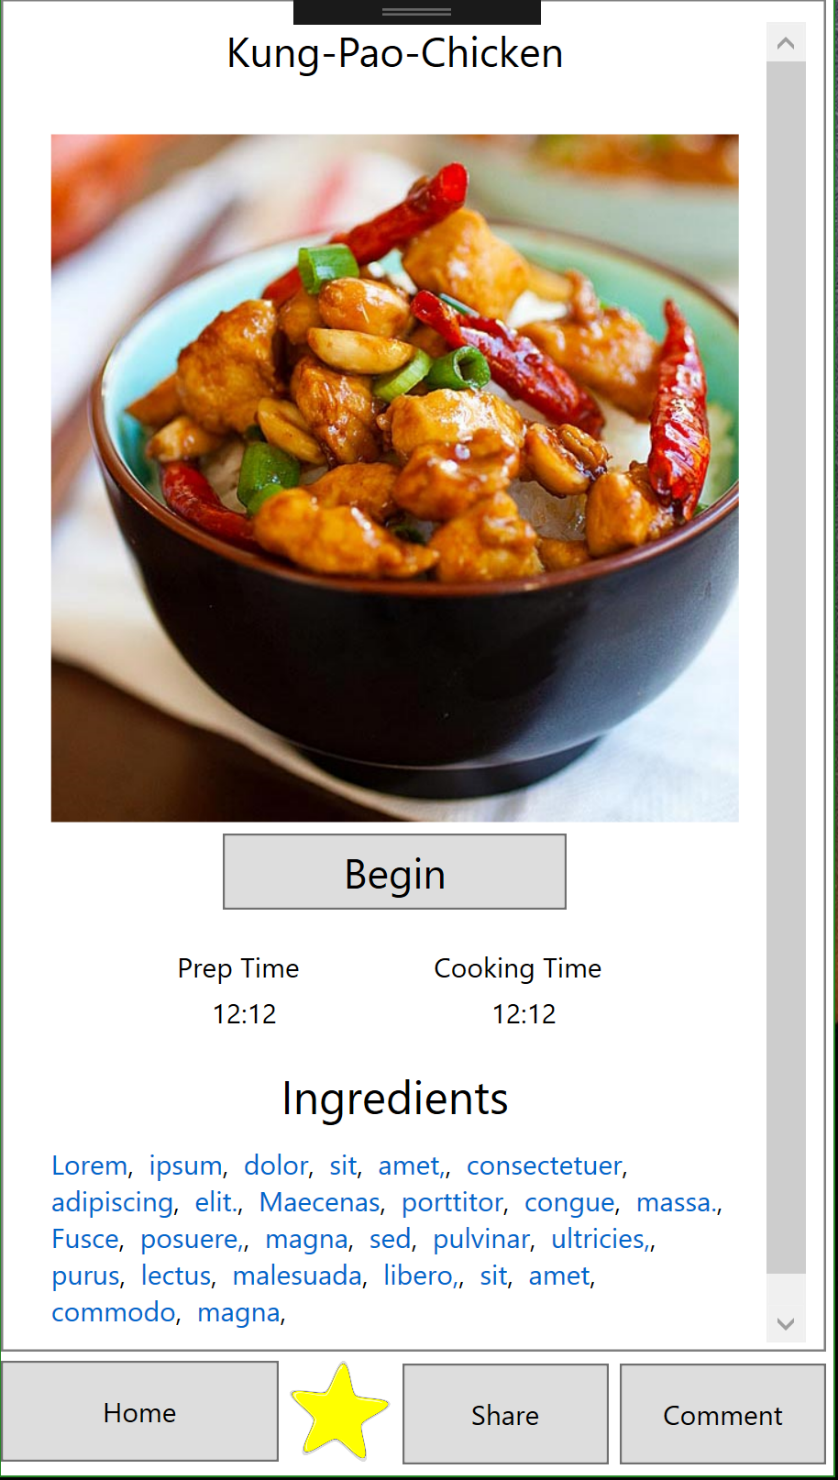 Kung-Pao-Chicken
Begin
Prep Time Cooking Time
12:12 12:12
Ingredients
Lorem, ipsum, dolor, sit, amet,, consectetuer,
adipiscing, elit., Maecenas, porttitor, congue, massa.,
Fusce, posuere,, magna, sed, pulvinar, ultricies,,
purus, lectus, malesuada, libero,, sit, amet,
commodo, magna,
Home Share Comment